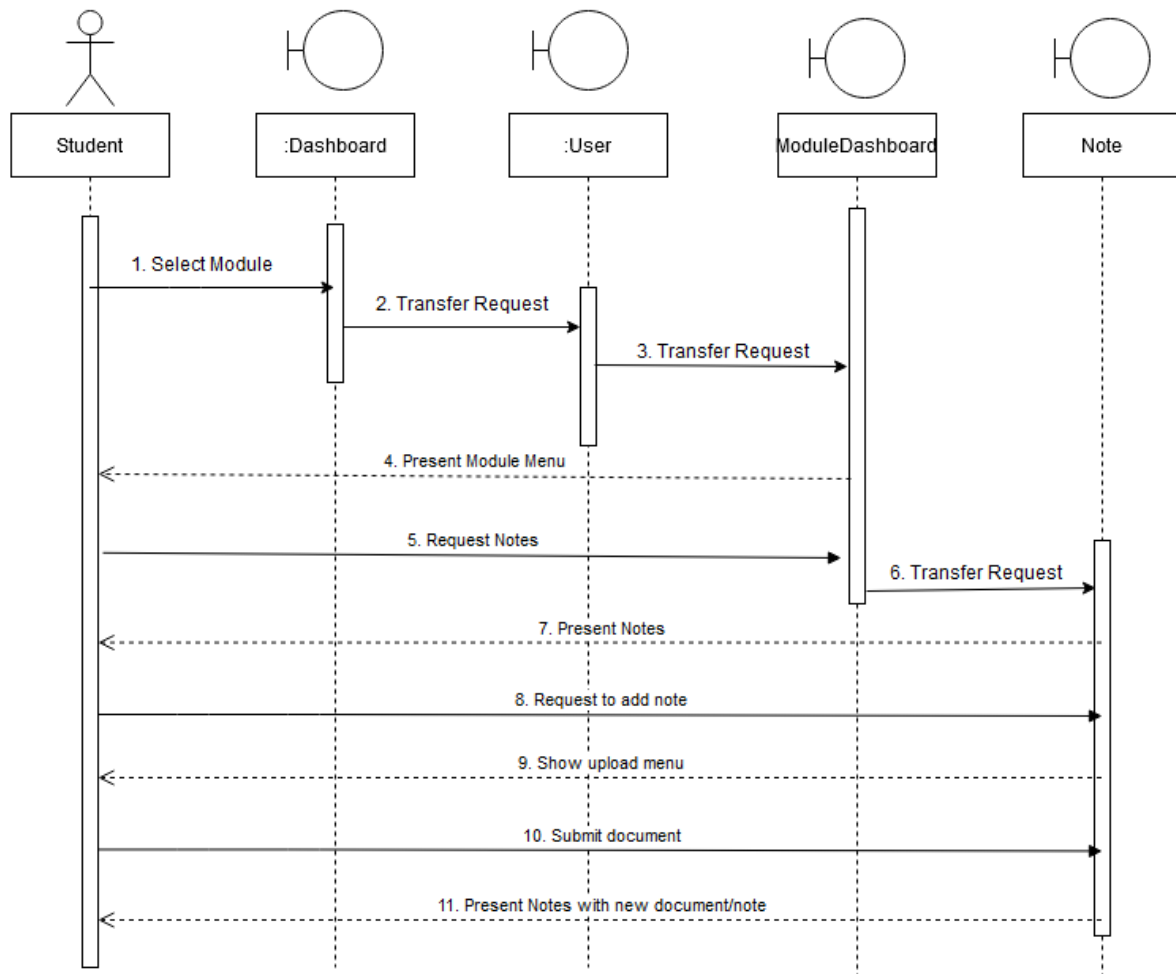 Student
:Dashboard
:User
ModuleDashboard
Note
1. Select Module
2. Transfer Request
3. Transfer Request
4. Present Module Menu
5. Request Notes
6. Transfer Request
7. Present Notes
8. Request to add note
9. Show upload menu
10. Submit document
11. Present Notes with new document/note